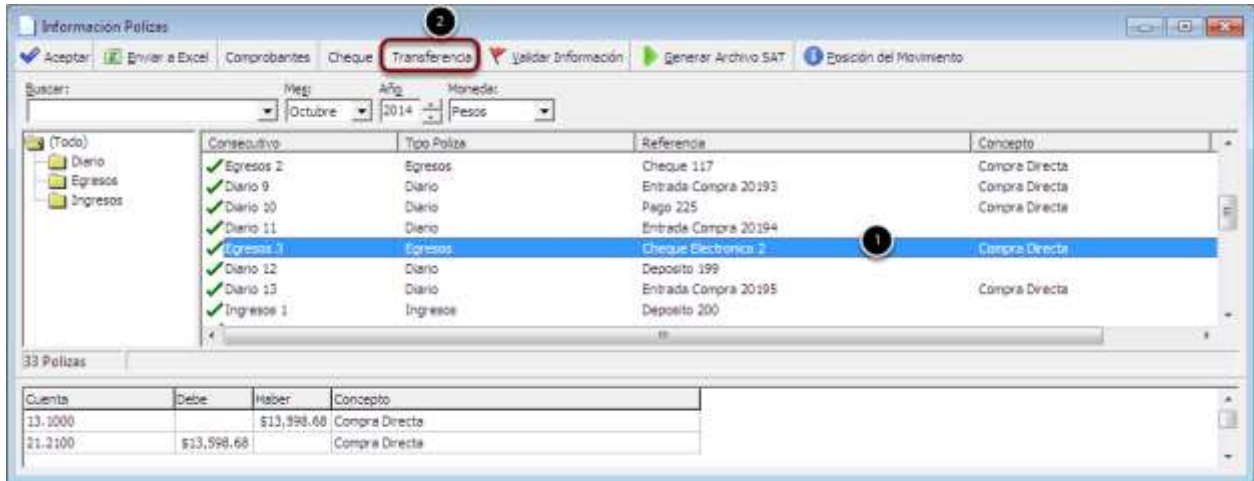 Información Polizas
2
Aceptar Enviar a Excel Comprobantes Cheque Transferencia Validar Información Generar Archivo SAT Posición del Movimiento
Buscar: Mes: Año Moneda:
Octubre 2014 Pesos
(Todo)
Diario
Egresos
Ingresos
Consecutivo Tipo Poliza Referencia Concepto
Egresos 2 Egresos Cheque 117 Compra Directa
Diario 9 Diario Entrada Compra 20193 Compra Directa
Diario 10 Diario Pago 225 Compra Directa
Diario 11 Diario Entrada Compra 20194
Egresos 3 Egresos Cheque Electronico 2 1 Compra Directa
Diario 12 Diario Deposito 199
Diario 13 Diario Entrada Compra 20195 Compra Directa
Ingresos 1 Ingresos Deposito 200
33 Polizas
Cuenta Debe Haber Concepto
13.1000 $13,598.68 Compra Directa
21.2100 $13,598.68 Compra Directa